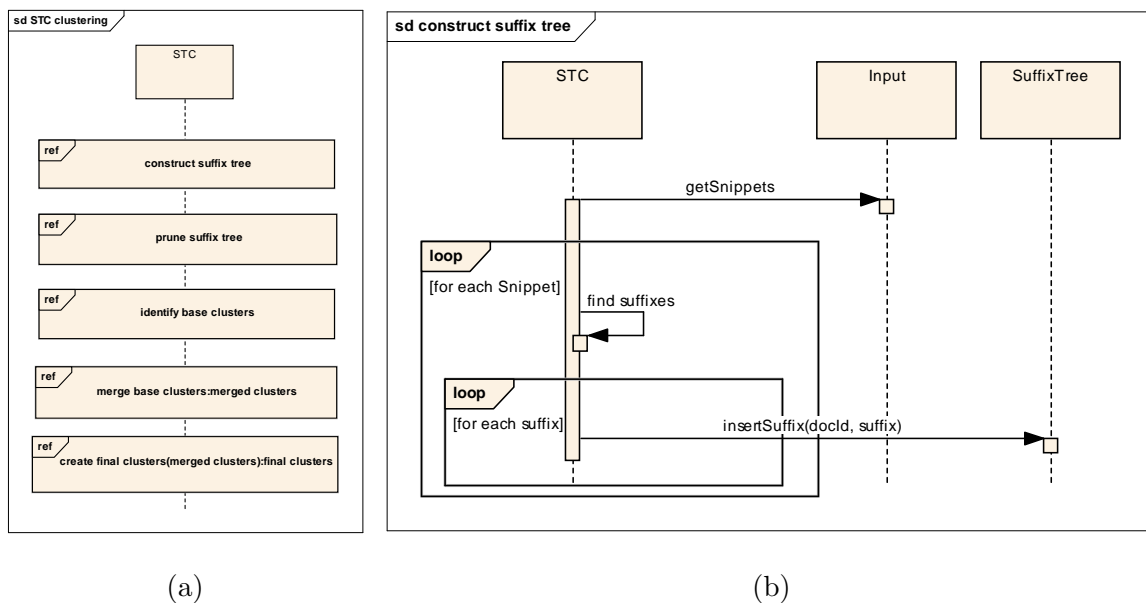 sd STC clustering
STC
ref
construct suffix tree
ref
prune suffix tree
ref
identify base clusters
ref
merge base clusters:merged clusters
ref
create final clusters(merged clusters):final clusters
(a)
sd construct suffix tree
STC
Input
SuffixTree
getSnippets
loop
[for each Snippet]
find suffixes
loop
[for each suffix]
insertSuffix(docId, suffix)
(b)